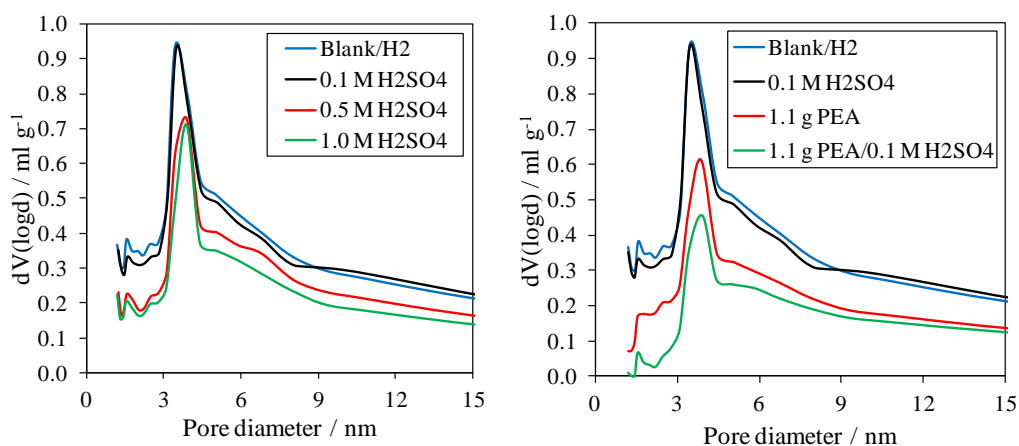 1.0
0.9
0.8
0.7
0.6
0.5
0.4
0.3
0.2
0.1
0.0
dV(logd) / ml g⁻¹
0 3 6 9 12 15
Pore diameter / nm
Blank/H2
0.1 M H2SO4
0.5 M H2SO4
1.0 M H2SO4
1.0
0.9
0.8
0.7
0.6
0.5
0.4
0.3
0.2
0.1
0.0
dV(logd) / ml g⁻¹
0 3 6 9 12 15
Pore diameter / nm
Blank/H2
0.1 M H2SO4
1.1 g PEA
1.1 g PEA/0.1 M H2SO4